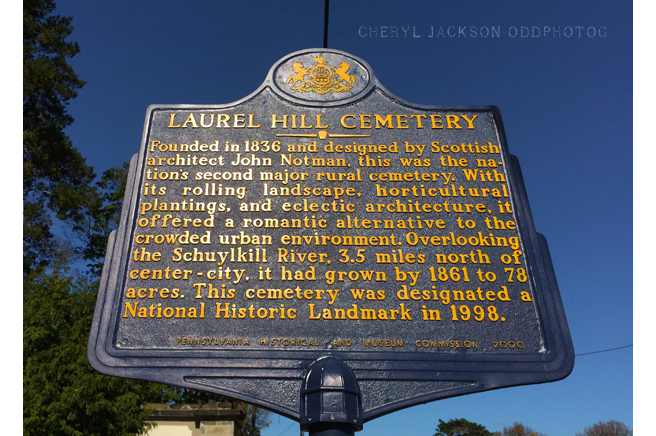 CHERYL JACKSON ODDPHOTOG
LAUREL HILL CEMETERY
Founded in 1836 and designed by Scottish
architect John Notman, this was the na-
tion's second major rural cemetery. With
its rolling landscape, horticultural
plantings, and eclectic architecture, it
offered a romantic alternative to the
crowded urban environment. Overlooking
the Schuylkill River, 3.5 miles north of
center-city, it had grown by 1861 to 78
acres. This cemetery was designated a
National Historic Landmark in 1998.
PENNSYLVANIA HISTORICAL AND MUSEUM COMMISSION 2000